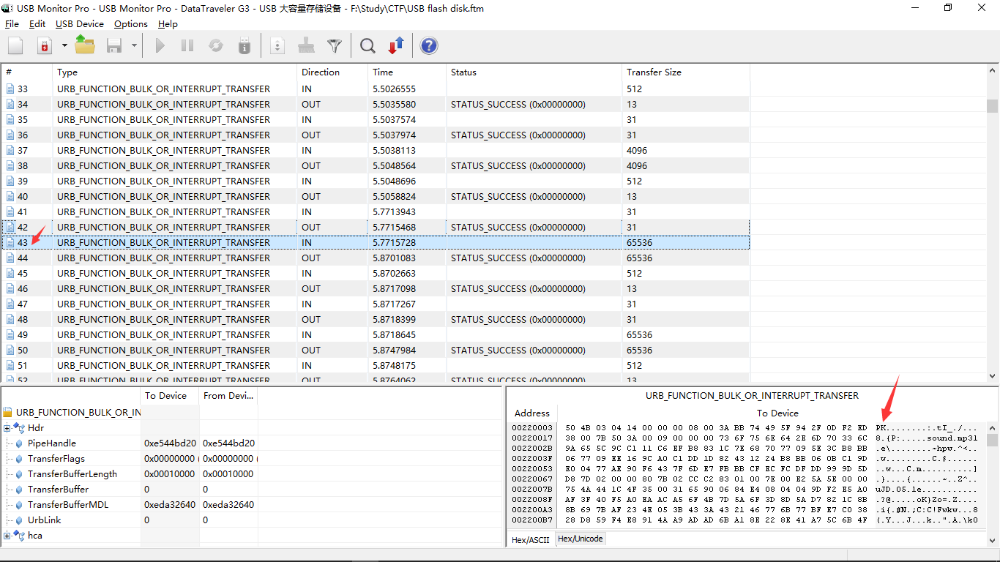 USB Monitor Pro - USB Monitor Pro - DataTraveler G3 - USB 大容量存储设备 - F:\Study\CTF\USB flash disk.ftm
File Edit USB Device Options Help
# Type Direction Time Status Transfer Size
33 URB_FUNCTION_BULK_OR_INTERRUPT_TRANSFER IN 5.5026555 512
34 URB_FUNCTION_BULK_OR_INTERRUPT_TRANSFER OUT 5.5035580 STATUS_SUCCESS (0x00000000) 13
35 URB_FUNCTION_BULK_OR_INTERRUPT_TRANSFER IN 5.5037574 31
36 URB_FUNCTION_BULK_OR_INTERRUPT_TRANSFER OUT 5.5037974 STATUS_SUCCESS (0x00000000) 31
37 URB_FUNCTION_BULK_OR_INTERRUPT_TRANSFER IN 5.5038113 4096
38 URB_FUNCTION_BULK_OR_INTERRUPT_TRANSFER OUT 5.5048564 STATUS_SUCCESS (0x00000000) 4096
39 URB_FUNCTION_BULK_OR_INTERRUPT_TRANSFER IN 5.5048696 512
40 URB_FUNCTION_BULK_OR_INTERRUPT_TRANSFER OUT 5.5058824 STATUS_SUCCESS (0x00000000) 13
41 URB_FUNCTION_BULK_OR_INTERRUPT_TRANSFER IN 5.7713943 31
42 URB_FUNCTION_BULK_OR_INTERRUPT_TRANSFER OUT 5.7715468 STATUS_SUCCESS (0x00000000) 31
43 URB_FUNCTION_BULK_OR_INTERRUPT_TRANSFER IN 5.7715728 65536
44 URB_FUNCTION_BULK_OR_INTERRUPT_TRANSFER OUT 5.8701083 STATUS_SUCCESS (0x00000000) 65536
45 URB_FUNCTION_BULK_OR_INTERRUPT_TRANSFER IN 5.8702663 512
46 URB_FUNCTION_BULK_OR_INTERRUPT_TRANSFER OUT 5.8717098 STATUS_SUCCESS (0x00000000) 13
47 URB_FUNCTION_BULK_OR_INTERRUPT_TRANSFER IN 5.8717267 31
48 URB_FUNCTION_BULK_OR_INTERRUPT_TRANSFER OUT 5.8718399 STATUS_SUCCESS (0x00000000) 31
49 URB_FUNCTION_BULK_OR_INTERRUPT_TRANSFER IN 5.8718645 65536
50 URB_FUNCTION_BULK_OR_INTERRUPT_TRANSFER OUT 5.8747984 STATUS_SUCCESS (0x00000000) 65536
51 URB_FUNCTION_BULK_OR_INTERRUPT_TRANSFER IN 5.8748175 512
52 URB_FUNCTION_BULK_OR_INTERRUPT_TRANSFER OUT 5.8764062 STATUS_SUCCESS (0x00000000) 13
To Device From Devi...
URB_FUNCTION_BULK_OR_IN
Hdr
PipeHandle 0xe544bd20 0xe544bd20
TransferFlags 0x00000000 ( 0x00000000 (
TransferBufferLength 0x00010000 0x00010000
TransferBuffer 0 0
TransferBufferMDL 0xeda32640 0xeda32640
UrbLink 0 0
hca
URB_FUNCTION_BULK_OR_INTERRUPT_TRANSFER
Address To Device
00220003 50 4B 03 04 14 00 00 00 08 00 3A BB 74 49 5F 94 2F 0D F2 ED PK........:.tI_./...
00220017 38 00 7B 50 3A 00 00 09 00 00 00 73 6F 75 6E 64 2E 6D 70 33 6C 8.{P:.....sound.mp3l
0022002B 9A 65 5C 9C C1 11 C6 EF B8 83 1C 7E 68 70 77 09 5E 3C B8 BB .e\........~hpw.^<..
0022003F 06 77 09 EE 16 9C A0 C1 DD 1D 82 43 12 24 B8 BB 06 0B C1 9D .w.........C.$......
00220053 E0 04 77 AE 90 F6 43 7F 6D E7 FB BB CF EC FC DF DD 99 9D 5D ..w...C.m..........]
00220067 D8 7D 02 00 00 80 7B 02 CC C2 83 01 00 7E 00 E2 5A 5E 00 00 .}....{......~..Z^..
0022007B 75 4A 44 1C 4F 35 00 31 65 90 06 84 E4 08 04 04 9D F2 E5 A0 uJD.O5.1e...........
0022008F AF 3F 40 F5 A0 EA AC A5 6F 4B 7D 5A 6F 3D 8D 5A D7 82 1C 8B .?@.....oK}Zo=.Z....
002200A3 8B 69 7B AF 23 4E 05 3B 43 3A 43 21 46 77 6B 77 BF E7 C0 38 .i{.#N.;C:C!Fwkw...8
002200B7 28 D8 59 F4 E8 91 4A A9 AD AD 6B A1 8E 22 8E 41 A7 5C 6B 4F (.Y...J...k..".A.\kO
Hex/ASCII Hex/Unicode